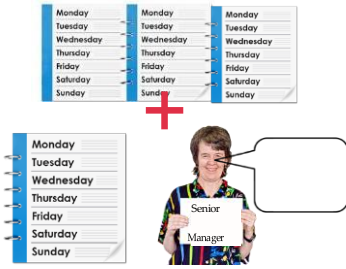 Monday
Tuesday
Wednesday
Thursday
Friday
Saturday
Sunday
Monday
Tuesday
Wednesday
Thursday
Friday
Saturday
Sunday
Monday
Tuesday
Wednesday
Thursday
Friday
Saturday
Sunday
Monday
Tuesday
Wednesday
Thursday
Friday
Saturday
Sunday
Senior
Manager